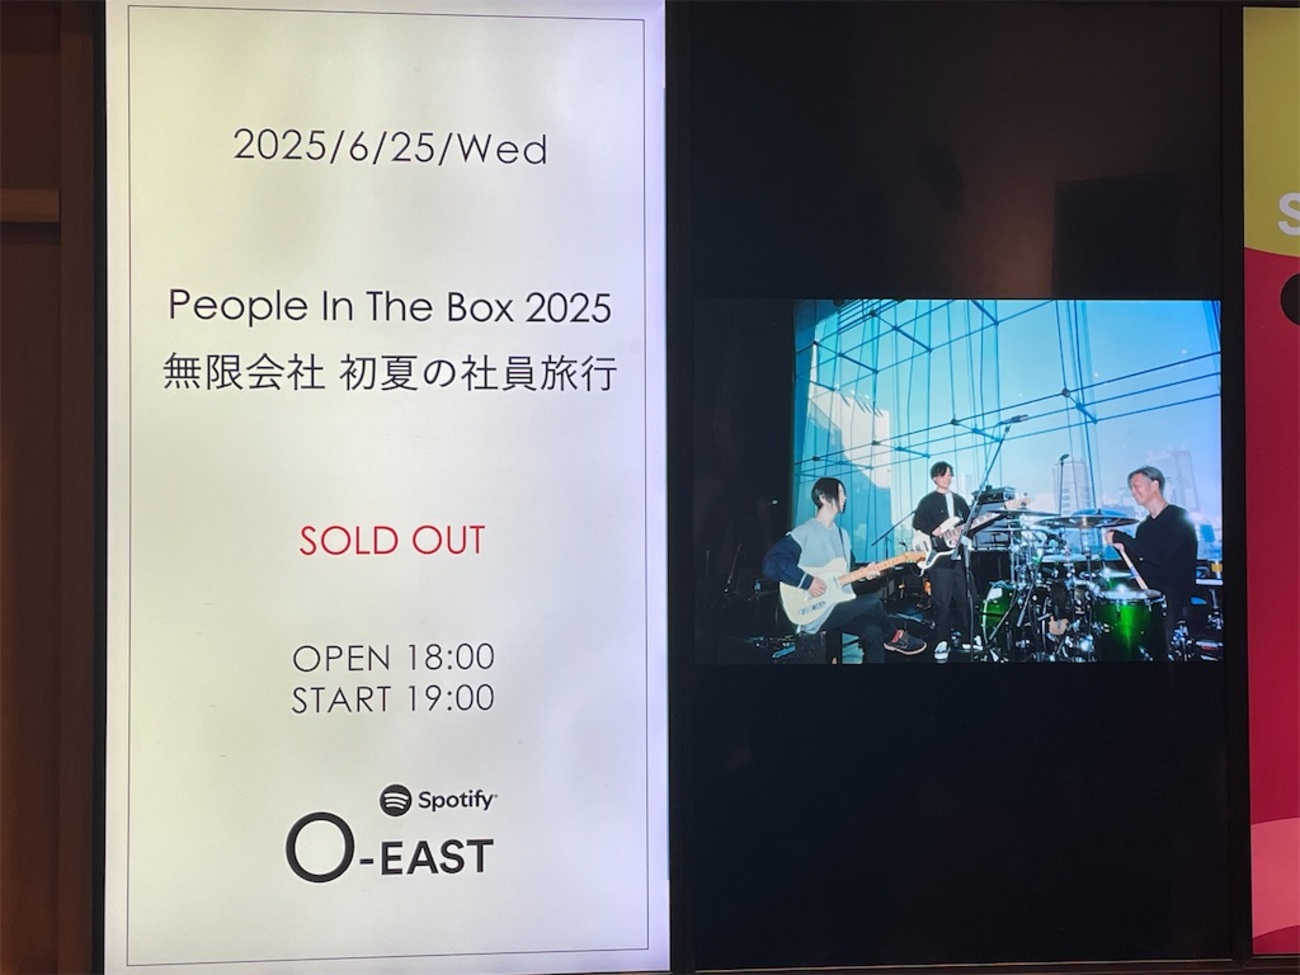 2025/6/25/Wed
People In The Box 2025
無限会社 初夏の社員旅行
SOLD OUT
OPEN 18:00
START 19:00
Spotify
O-EAST